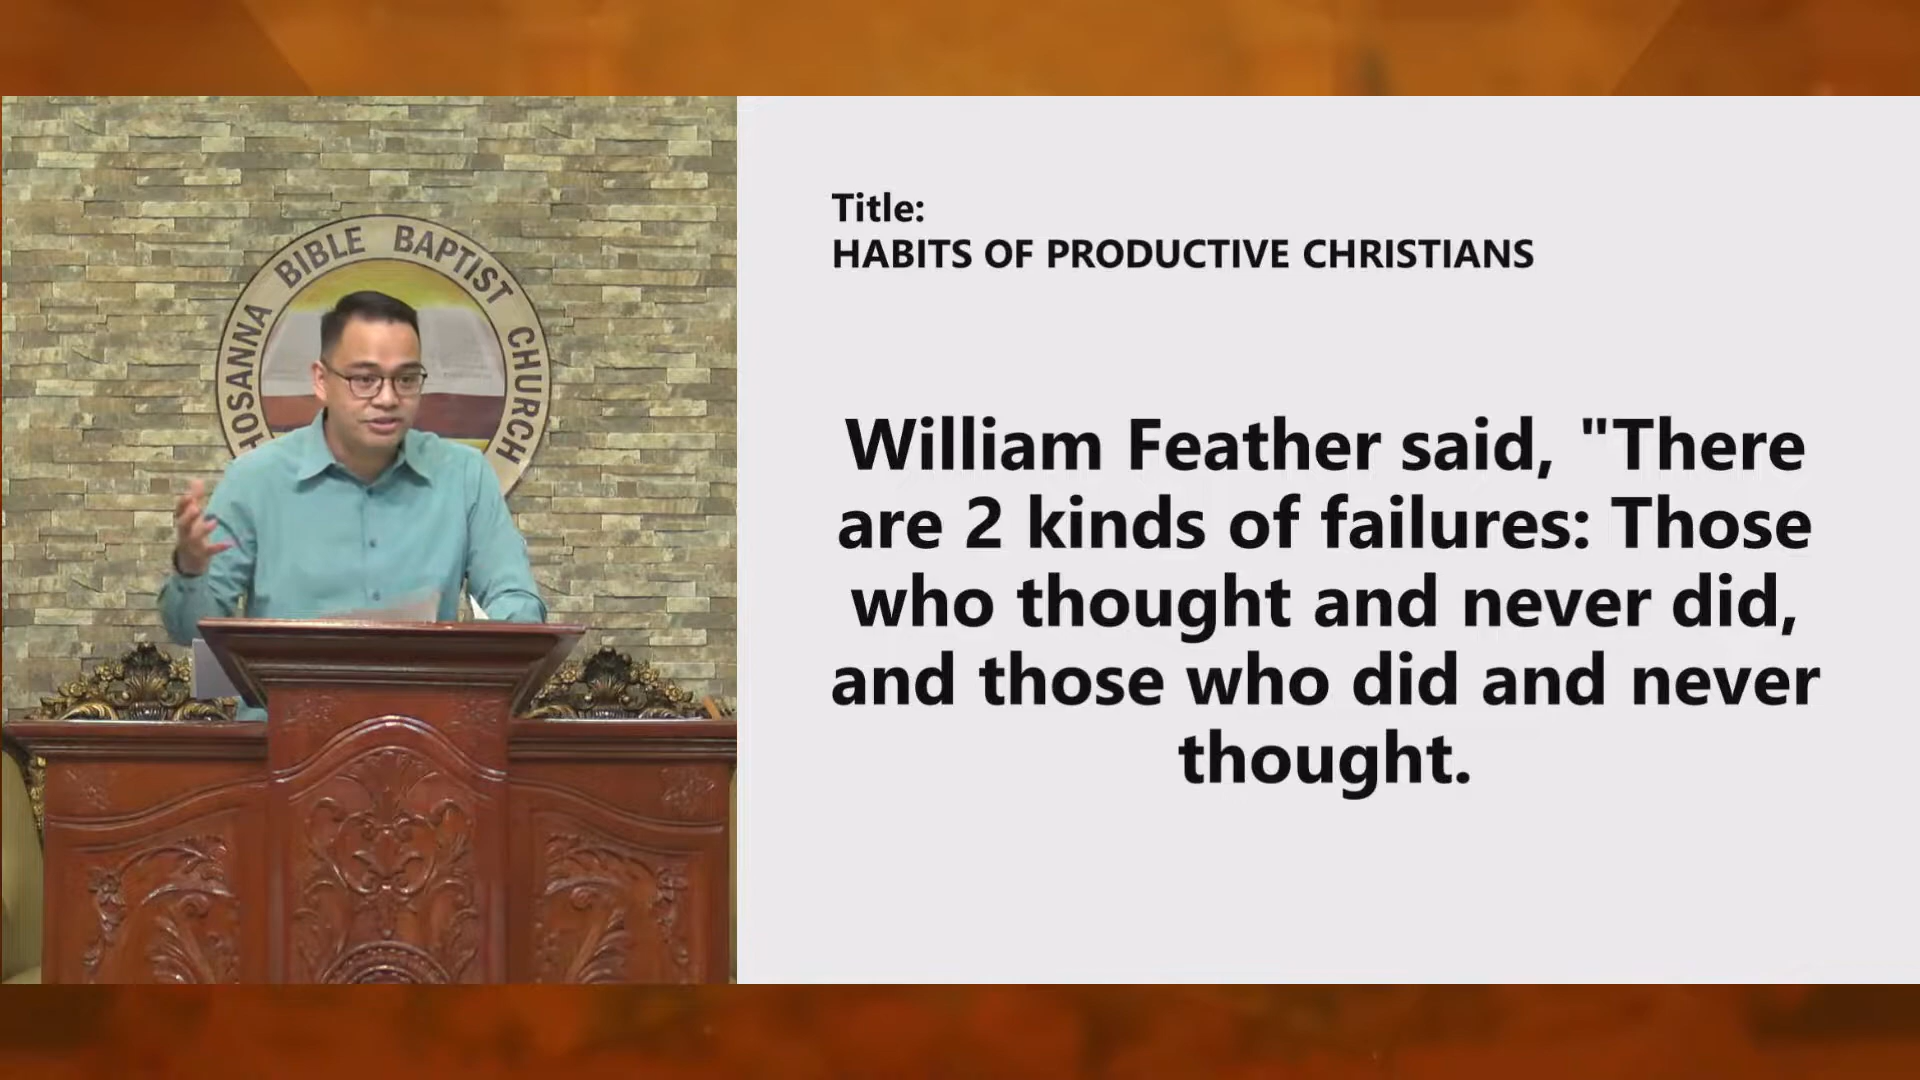 HOSANNA BIBLE BAPTIST CHURCH
Title:
HABITS OF PRODUCTIVE CHRISTIANS
William Feather said, "There
are 2 kinds of failures: Those
who thought and never did,
and those who did and never
thought.